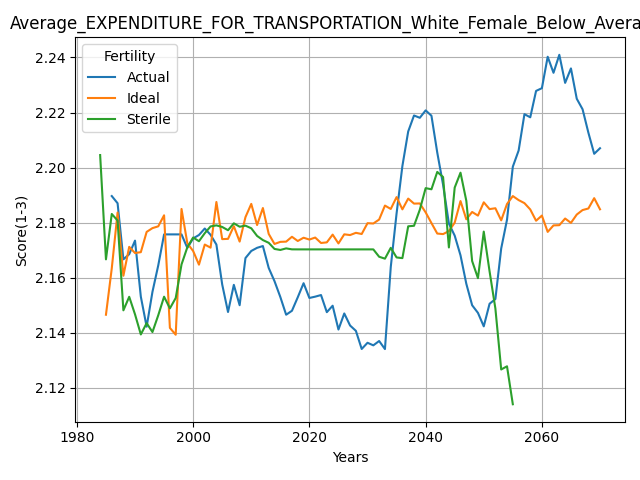 Average_EXPENDITURE_FOR_TRANSPORTATION_White_Female_Below_Avera
Fertility
Actual
Ideal
Sterile
2.24
2.22
2.20
2.18
2.16
2.14
2.12
Score(1-3)
1980
2000
2020
2040
2060
Years